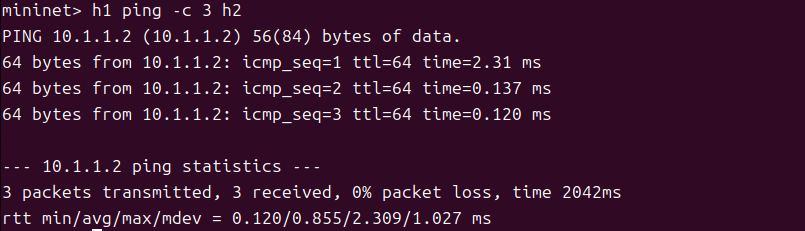 mininet> h1 ping -c 3 h2
PING 10.1.1.2 (10.1.1.2) 56(84) bytes of data.
64 bytes from 10.1.1.2: icmp_seq=1 ttl=64 time=2.31 ms
64 bytes from 10.1.1.2: icmp_seq=2 ttl=64 time=0.137 ms
64 bytes from 10.1.1.2: icmp_seq=3 ttl=64 time=0.120 ms

--- 10.1.1.2 ping statistics ---
3 packets transmitted, 3 received, 0% packet loss, time 2042ms
rtt min/avg/max/mdev = 0.120/0.855/2.309/1.027 ms